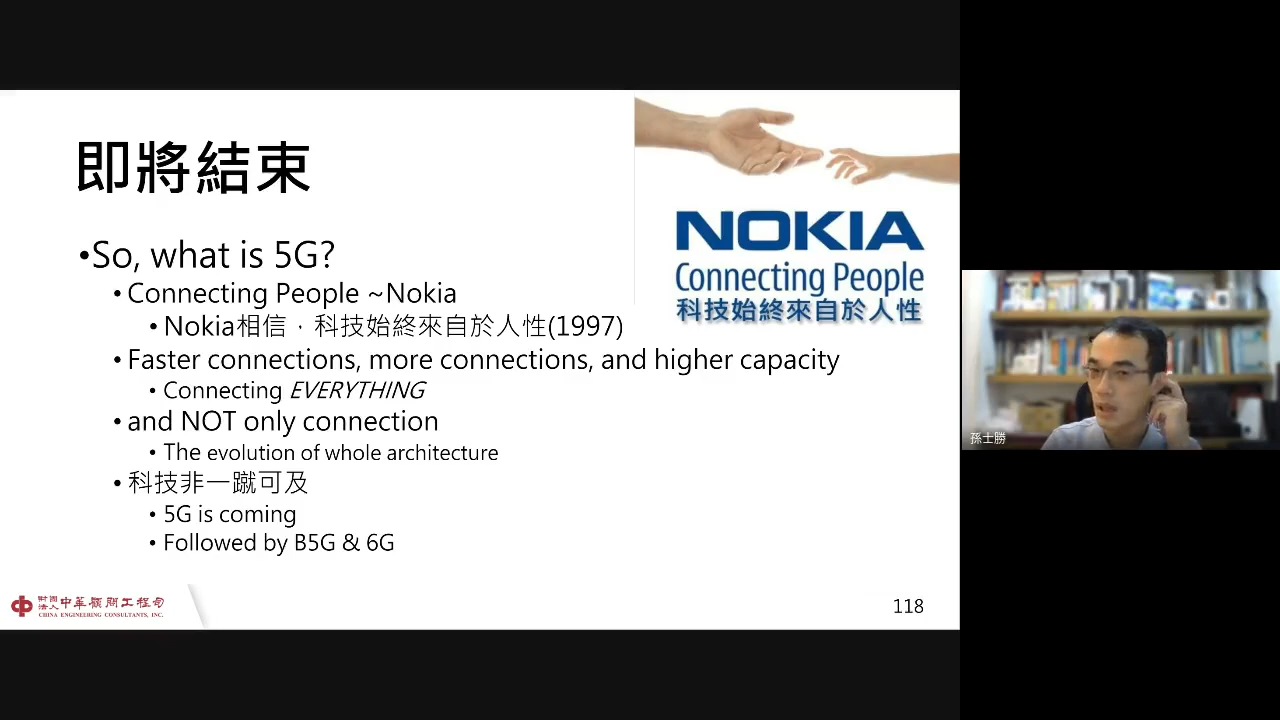 即將結束
NOKIA
Connecting People
科技始終來自於人性
•So, what is 5G?
• Connecting People ~Nokia
• Nokia相信，科技始終來自於人性(1997)
• Faster connections, more connections, and higher capacity
• Connecting EVERYTHING
• and NOT only connection
• The evolution of whole architecture
• 科技非一蹴可及
• 5G is coming
• Followed by B5G & 6G
孫士勝
財團法人中華顧問工程司
CHINA ENGINEERING CONSULTANTS, INC.
118